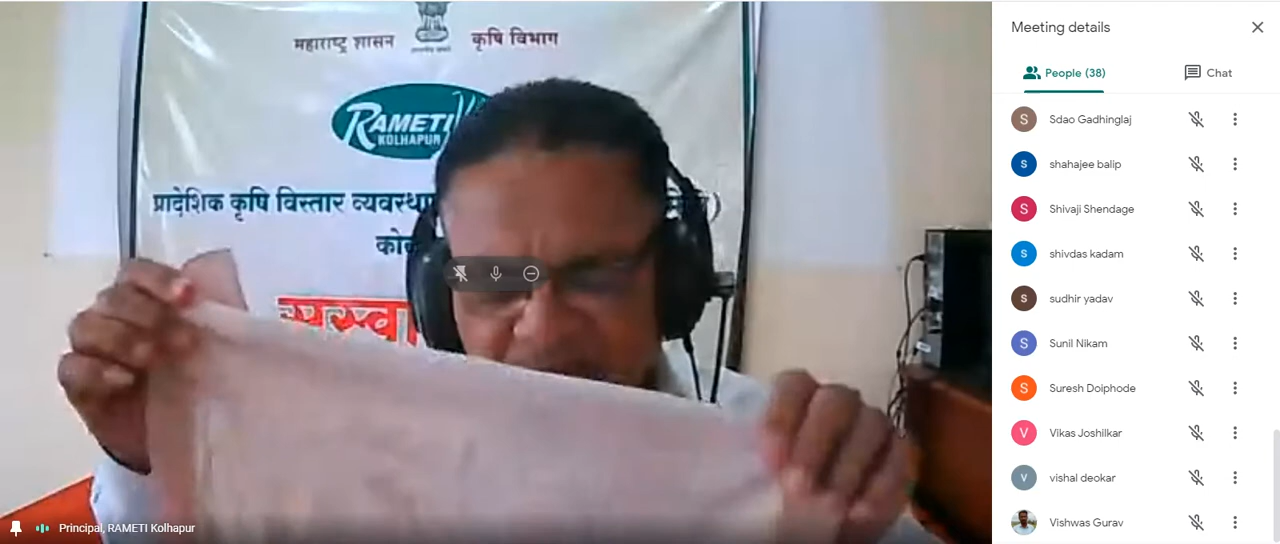 महाराष्ट्र शासन कृषि विभाग
RAMETI
KOLHAPUR
प्रादेशिक कृषि विस्तार व्यवस्था
Principal, RAMETI Kolhapur
Meeting details
People (38)
Chat
Sdao Gadhinglaj
shahajee balip
Shivaji Shendage
shivdas kadam
sudhir yadav
Sunil Nikam
Suresh Doiphode
Vikas Joshilkar
vishal deokar
Vishwas Gurav
S
s
S
s
s
S
S
V
v